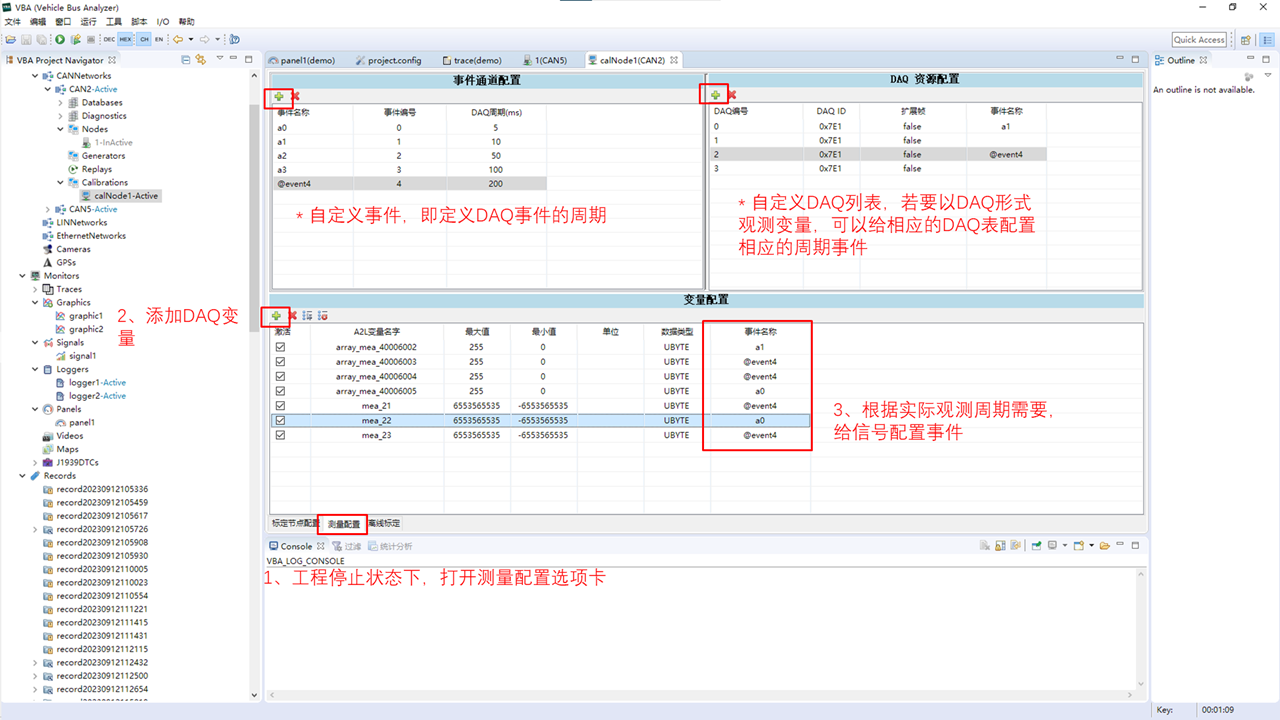 VBA (Vehicle Bus Analyzer)
文件 编辑 窗口 运行 工具 脚本 I/O 帮助
DEC HEX CH EN
Quick Access
VBA Project Navigator
CANNetworks
CAN2-Active
Databases
Diagnostics
Nodes
1-InActive
Generators
Replays
Calibrations
calNode1-Active
CAN5-Active
LINNetworks
EthernetNetworks
Cameras
GPSs
Monitors
Traces
Graphics
graphic1
graphic2
Signals
signal1
Loggers
logger1-Active
logger2-Active
Panels
panel1
Videos
Maps
J1939DTCs
Records
record20230912105336
record20230912105459
record20230912105617
record20230912105726
record20230912105908
record20230912105930
record20230912110005
record20230912110023
record20230912110554
record20230912111221
record20230912111415
record20230912111431
record20230912112115
record20230912112432
record20230912112500
record20230912112654
2、添加DAQ变
量
panel1(demo) project.config trace(demo) 1(CAN5) calNode1(CAN2)
事件通道配置
事件名称 事件编号 DAQ周期(ms)
a0 0 5
a1 1 10
a2 2 50
a3 3 100
@event4 4 200
* 自定义事件，即定义DAQ事件的周期
DAQ 资源配置
DAQ编号 DAQ ID 扩展帧 事件名称
0 0x7E1 false a1
1 0x7E1 false
2 0x7E1 false @event4
3 0x7E1 false
* 自定义DAQ列表，若要以DAQ形式
观测变量，可以给相应的DAQ表配置
相应的周期事件
变量配置
激活 A2L变量名字 最大值 最小值 单位 数据类型 事件名称
array_mea_40006002 255 0 UBYTE a1
array_mea_40006003 255 0 UBYTE @event4
array_mea_40006004 255 0 UBYTE @event4
array_mea_40006005 255 0 UBYTE a0
mea_21 6553565535 -6553565535 UBYTE @event4
mea_22 6553565535 -6553565535 UBYTE a0
mea_23 6553565535 -6553565535 UBYTE @event4
3、根据实际观测周期需要，
给信号配置事件
标定节点配置 测量配置 离线标定
Console 过滤 统计分析
VBA_LOG_CONSOLE
1、工程停止状态下，打开测量配置选项卡
Outline
An outline is not available.
Key: 00:01:09